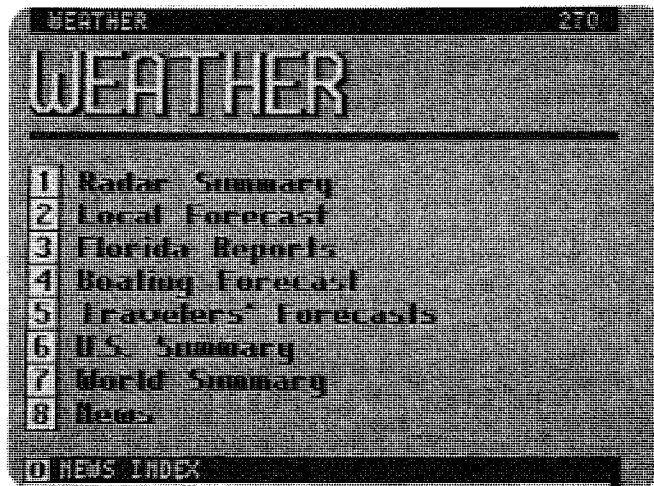 WEATHER 270
WEATHER
1 Radar Summary
2 Local Forecast
3 Florida Reports
4 Boating Forecast
5 Travelers' Forecasts
6 U.S. Summary
7 World Summary
8 News
0 NEWS INDEX